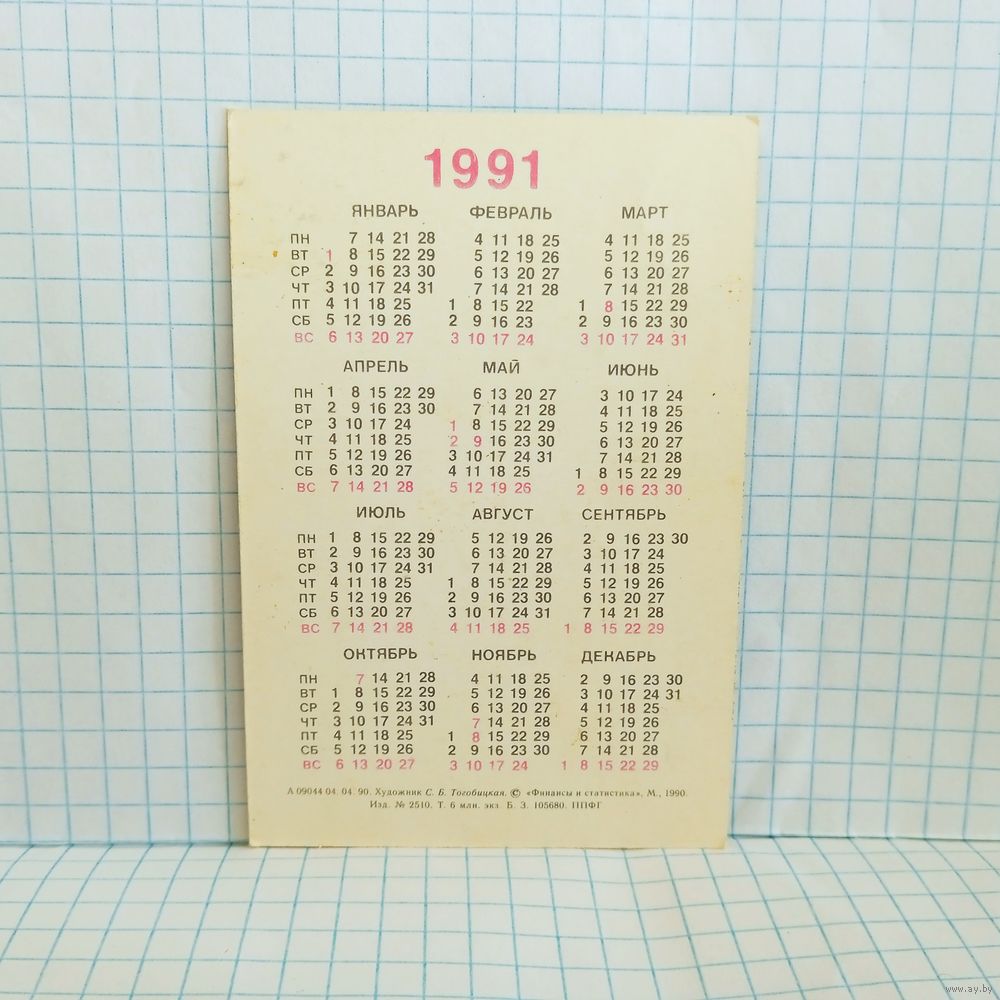 1991
ЯНВАРЬ ФЕВРАЛЬ МАРТ
ПН 7 14 21 28 4 11 18 25 4 11 18 25
ВТ 1 8 15 22 29 5 12 19 26 5 12 19 26
СР 2 9 16 23 30 6 13 20 27 6 13 20 27
ЧТ 3 10 17 24 31 7 14 21 28 7 14 21 28
ПТ 4 11 18 25 1 8 15 22 1 8 15 22 29
СБ 5 12 19 26 2 9 16 23 2 9 16 23 30
ВС 6 13 20 27 3 10 17 24 3 10 17 24 31
АПРЕЛЬ МАЙ ИЮНЬ
ПН 1 8 15 22 29 6 13 20 27 3 10 17 24
ВТ 2 9 16 23 30 7 14 21 28 4 11 18 25
СР 3 10 17 24 1 8 15 22 29 5 12 19 26
ЧТ 4 11 18 25 2 9 16 23 30 6 13 20 27
ПТ 5 12 19 26 3 10 17 24 31 7 14 21 28
СБ 6 13 20 27 4 11 18 25 1 8 15 22 29
ВС 7 14 21 28 5 12 19 26 2 9 16 23 30
ИЮЛЬ АВГУСТ СЕНТЯБРЬ
ПН 1 8 15 22 29 5 12 19 26 2 9 16 23 30
ВТ 2 9 16 23 30 6 13 20 27 3 10 17 24
СР 3 10 17 24 31 7 14 21 28 4 11 18 25
ЧТ 4 11 18 25 1 8 15 22 29 5 12 19 26
ПТ 5 12 19 26 2 9 16 23 30 6 13 20 27
СБ 6 13 20 27 3 10 17 24 31 7 14 21 28
ВС 7 14 21 28 4 11 18 25 1 8 15 22 29
ОКТЯБРЬ НОЯБРЬ ДЕКАБРЬ
ПН 7 14 21 28 4 11 18 25 2 9 16 23 30
ВТ 1 8 15 22 29 5 12 19 26 3 10 17 24 31
СР 2 9 16 23 30 6 13 20 27 4 11 18 25
ЧТ 3 10 17 24 31 7 14 21 28 5 12 19 26
ПТ 4 11 18 25 1 8 15 22 29 6 13 20 27
СБ 5 12 19 26 2 9 16 23 30 7 14 21 28
ВС 6 13 20 27 3 10 17 24 1 8 15 22 29
А 09044 04. 04. 90. Художник С. Б. Тогобицкая. © «Финансы и статистика», М., 1990.
Изд. № 2510. Т. 6 млн. экз. Б. З. 105680. ППФГ
www.ay.by